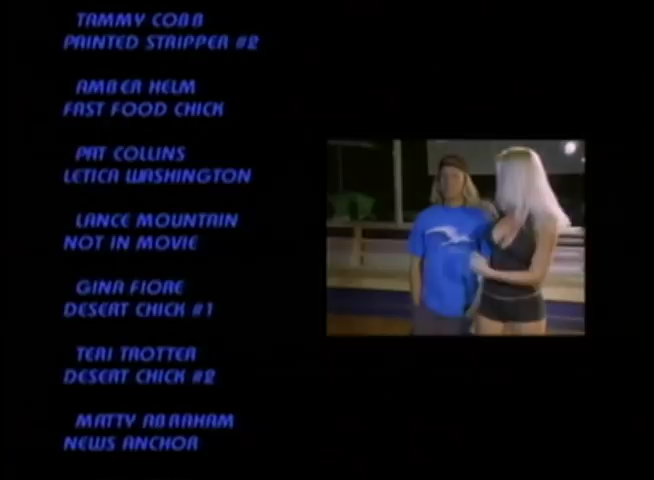 TAMMY COBB
PAINTED STRIPPER #2
AMBER HELM
FAST FOOD CHICK
PAT COLLINS
LETICA WASHINGTON
LANCE MOUNTAIN
NOT IN MOVIE
GINA FIORE
DESERT CHICK #1
TERI TROTTER
DESERT CHICK #2
MATTY ABRAHAM
NEWS ANCHOR